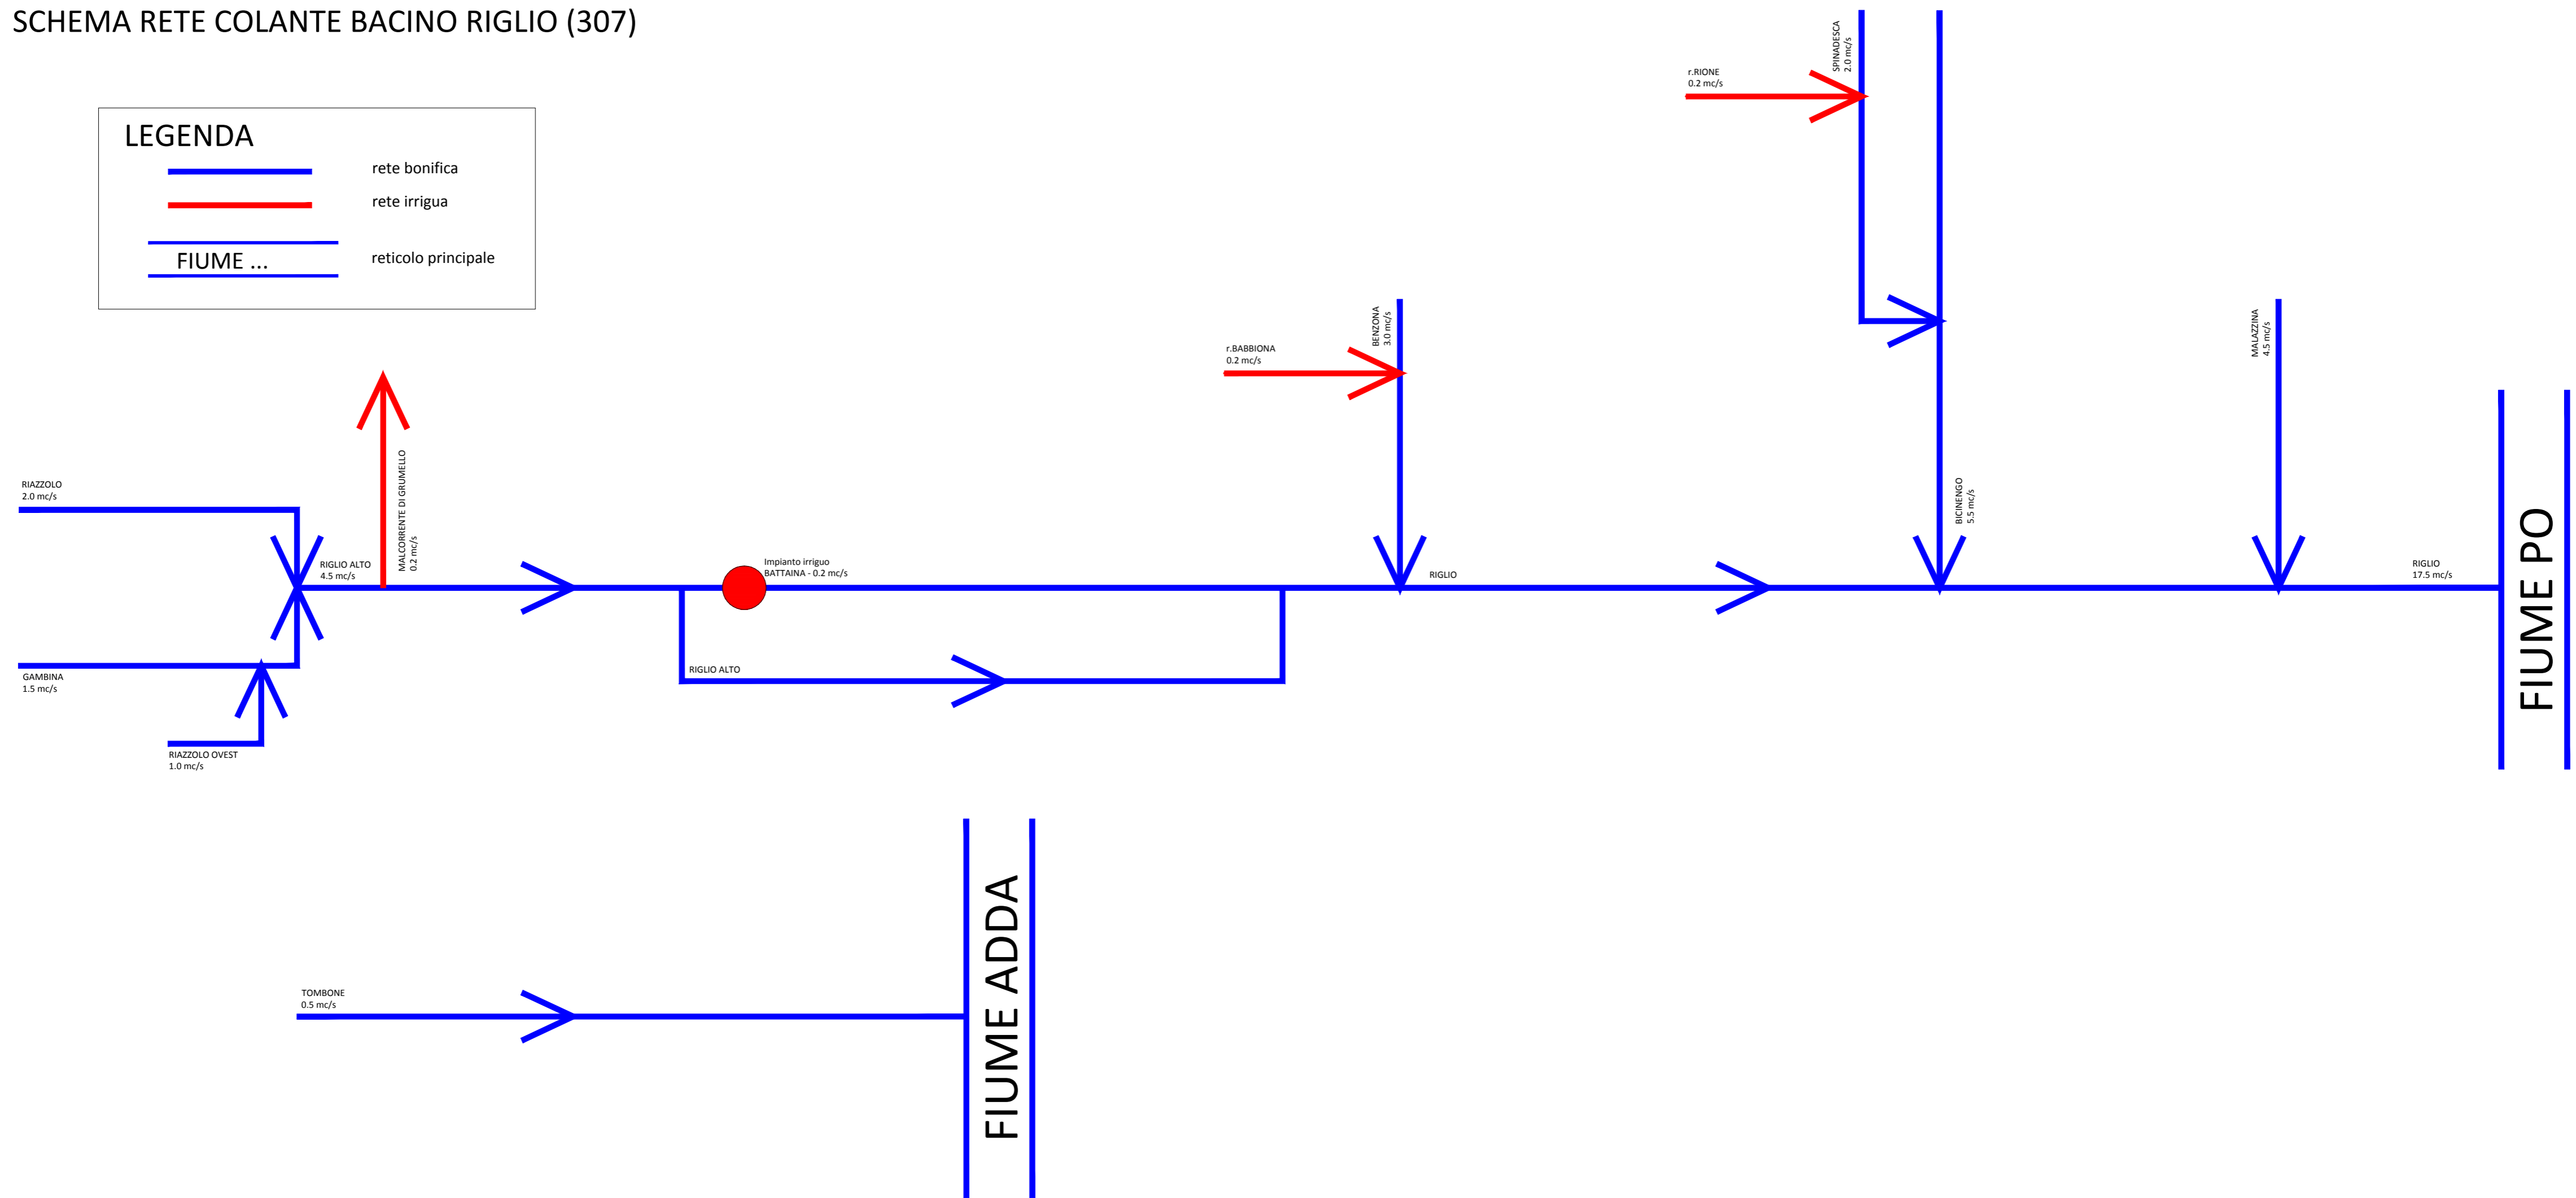 SCHEMA RETE COLANTE BACINO RIGLIO (307)
LEGENDA
rete bonifica
rete irrigua
FIUME ...
reticolo principale
SPINADESCA
2.0 mc/s
r.RIONE
0.2 mc/s
BENZONA
3.0 mc/s
r.BABBIONA
0.2 mc/s
MALAZZINA
4.5 mc/s
RIAZZOLO
2.0 mc/s
MALCORRENTE DI GRUMELLO
0.2 mc/s
BICINENGO
5.5 mc/s
RIGLIO ALTO
4.5 mc/s
Impianto irriguo
BATTAINA - 0.2 mc/s
RIGLIO
RIGLIO
17.5 mc/s
FIUME PO
GAMBINA
1.5 mc/s
RIGLIO ALTO
RIAZZOLO OVEST
1.0 mc/s
TOMBONE
0.5 mc/s
FIUME ADDA